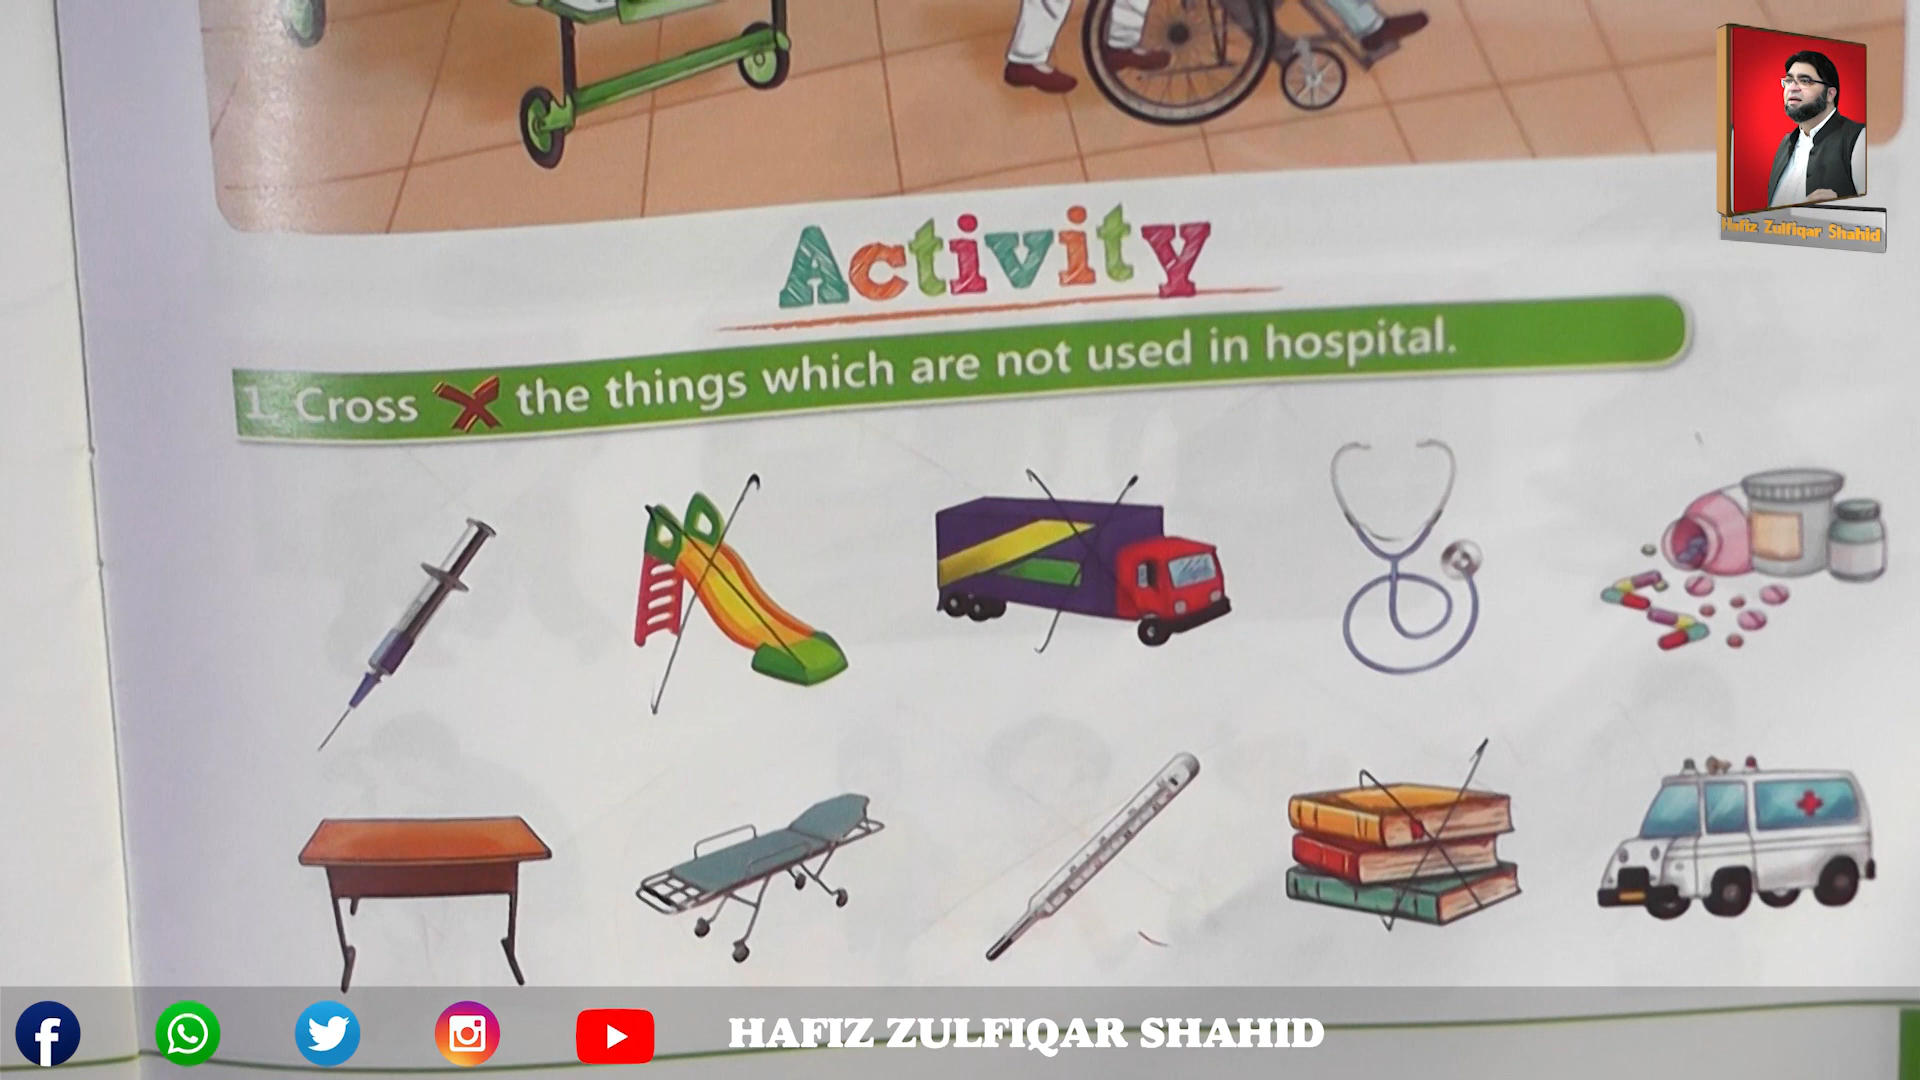 Hafiz Zulfiqar Shahid
Activity
1. Cross the things which are not used in hospital.
HAFIZ ZULFIQAR SHAHID